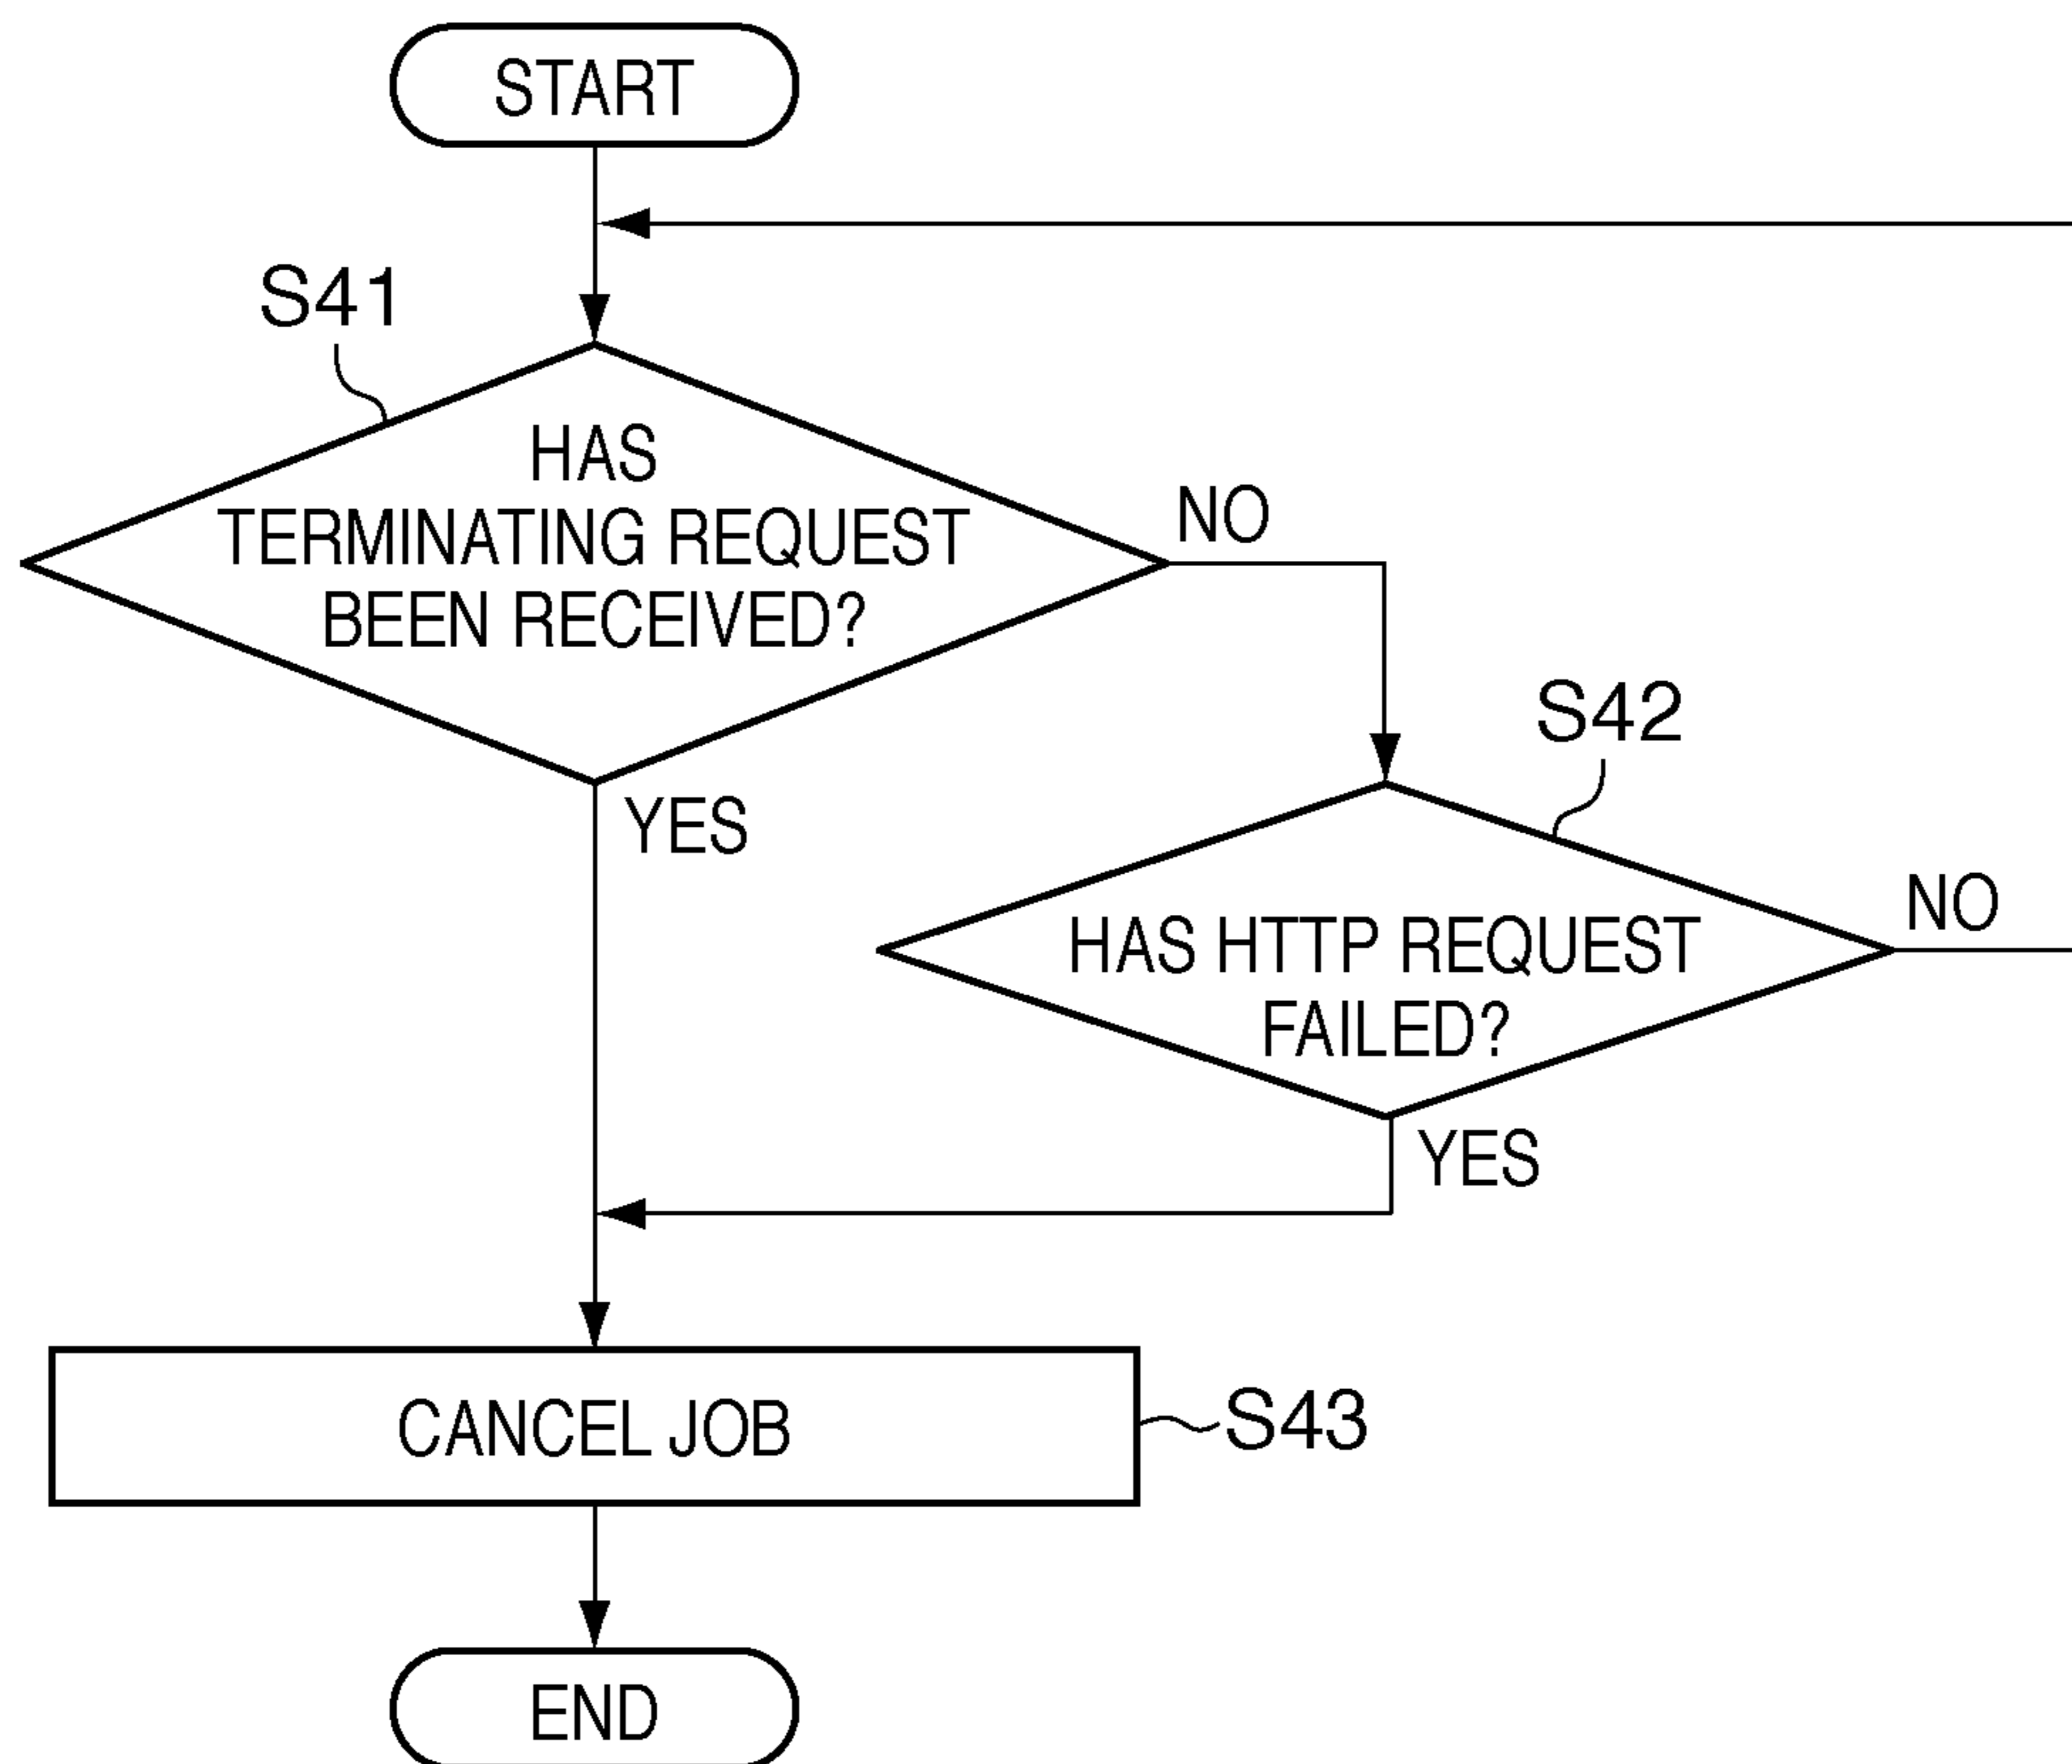 START
S41
HAS
TERMINATING REQUEST
BEEN RECEIVED?
NO
YES
S42
HAS HTTP REQUEST
FAILED?
NO
YES
CANCEL JOB
S43
END